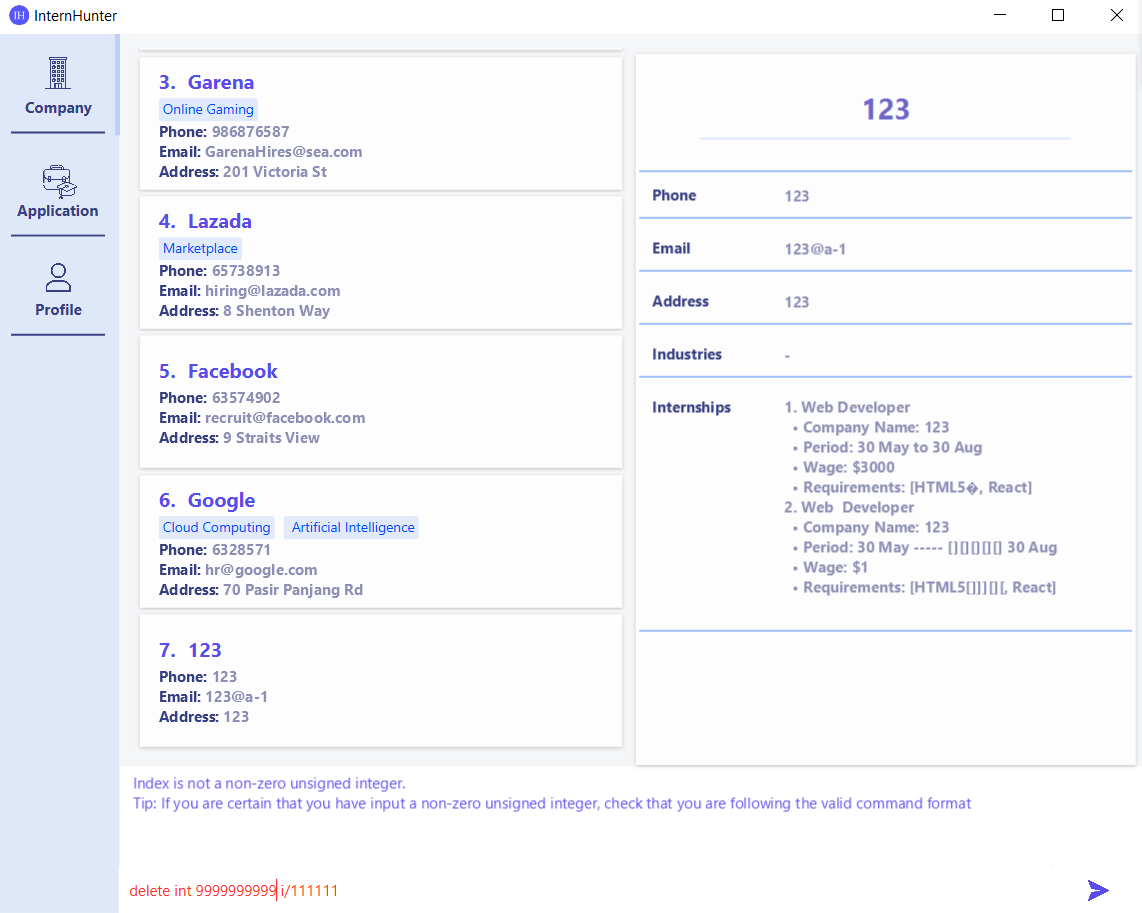 IH InternHunter
Company
Application
Profile
3. Garena
Online Gaming
Phone: 986876587
Email: GarenaHires@sea.com
Address: 201 Victoria St
4. Lazada
Marketplace
Phone: 65738913
Email: hiring@lazada.com
Address: 8 Shenton Way
5. Facebook
Phone: 63574902
Email: recruit@facebook.com
Address: 9 Straits View
6. Google
Cloud Computing Artificial Intelligence
Phone: 6328571
Email: hr@google.com
Address: 70 Pasir Panjang Rd
7. 123
Phone: 123
Email: 123@a-1
Address: 123
123
Phone 123
Email 123@a-1
Address 123
Industries -
Internships 1. Web Developer
• Company Name: 123
• Period: 30 May to 30 Aug
• Wage: $3000
• Requirements: [HTML5�, React]
2. Web  Developer
• Company Name: 123
• Period: 30 May ----- [][][][][] 30 Aug
• Wage: $1
• Requirements: [HTML5[]]][][, React]
Index is not a non-zero unsigned integer.
Tip: If you are certain that you have input a non-zero unsigned integer, check that you are following the valid command format
delete int 9999999999 i/111111